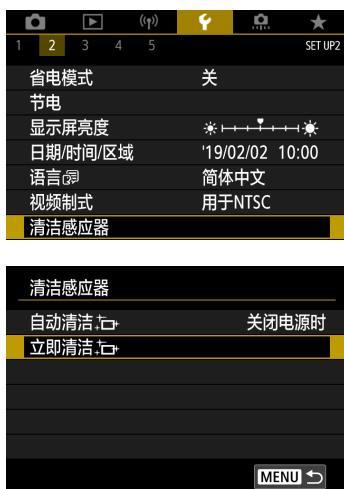 1 2 3 4 5 SET UP2
省电模式 关
节电
显示屏亮度
日期/时间/区域 '19/02/02 10:00
语言 简体中文
视频制式 用于NTSC
清洁感应器
清洁感应器
自动清洁 关闭电源时
立即清洁
MENU